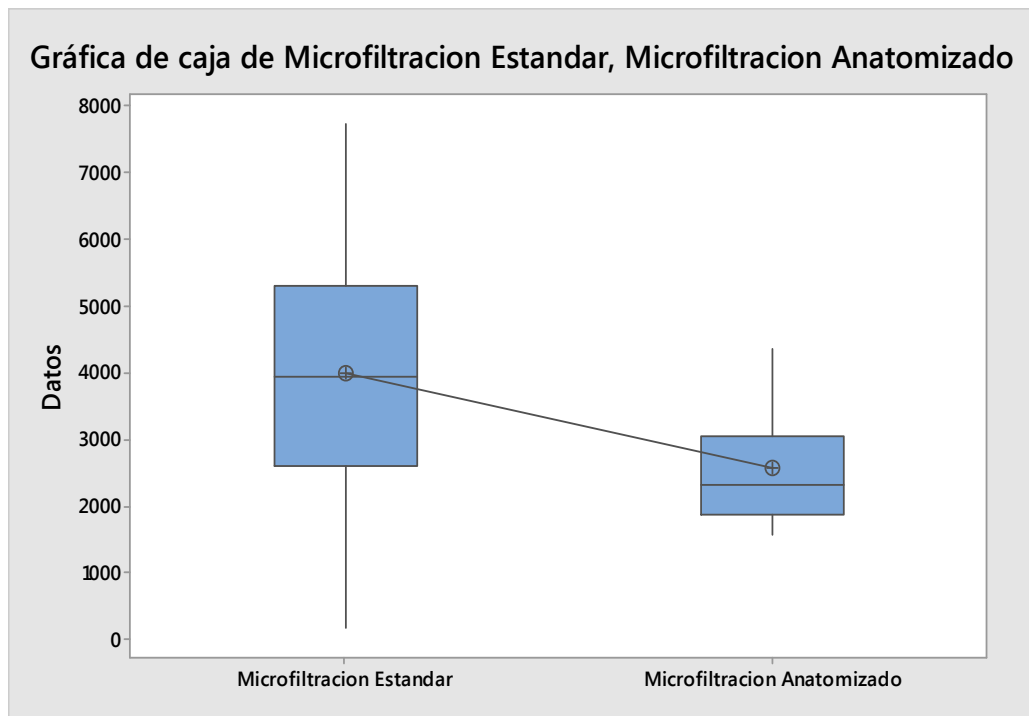 Gráfica de caja de Microfiltracion Estandar, Microfiltracion Anatomizado
8000
7000
6000
5000
4000
3000
2000
1000
0
Datos
Microfiltracion Estandar
Microfiltracion Anatomizado